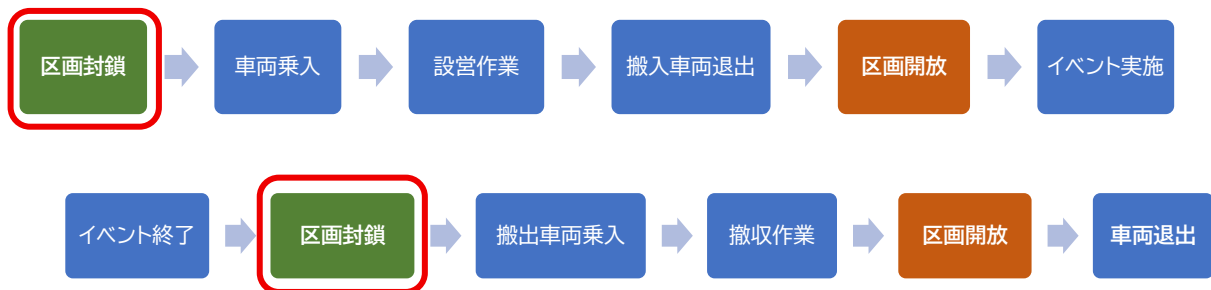 区画封鎖
車両乗入
設営作業
搬入車両退出
区画開放
イベント実施
イベント終了
区画封鎖
搬出車両乗入
撤収作業
区画開放
車両退出